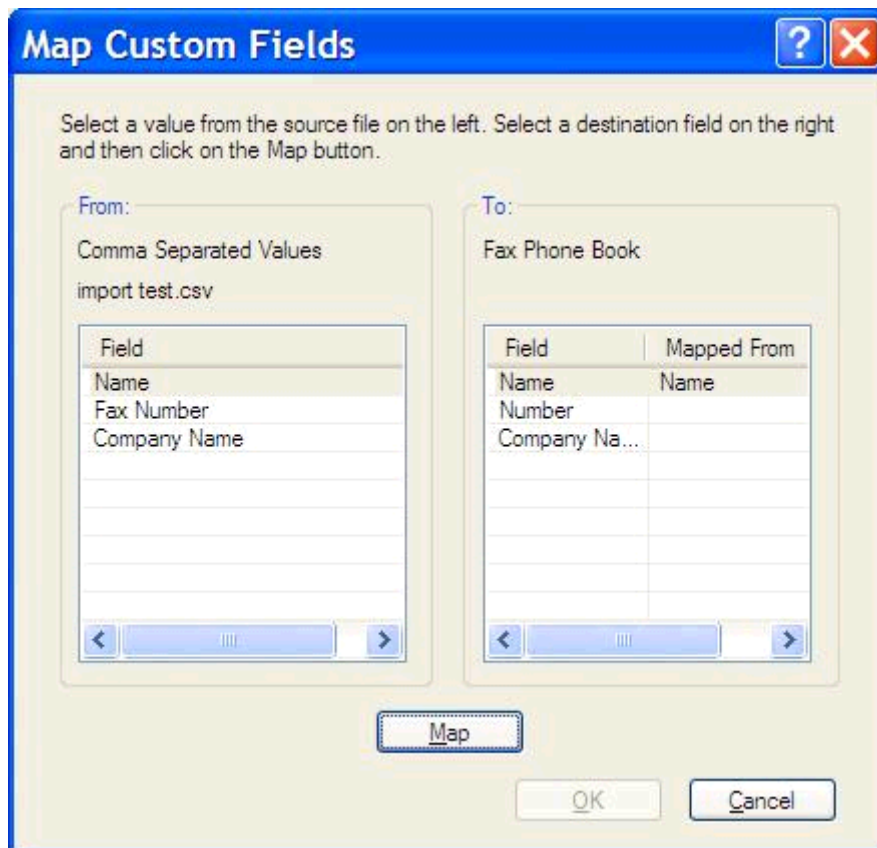 Map Custom Fields
Select a value from the source file on the left. Select a destination field on the right
and then click on the Map button.
From:
Comma Separated Values
import test.csv
Field
Name
Fax Number
Company Name
To:
Fax Phone Book
Field Mapped From
Name Name
Number
Company Na...
Map
OK Cancel